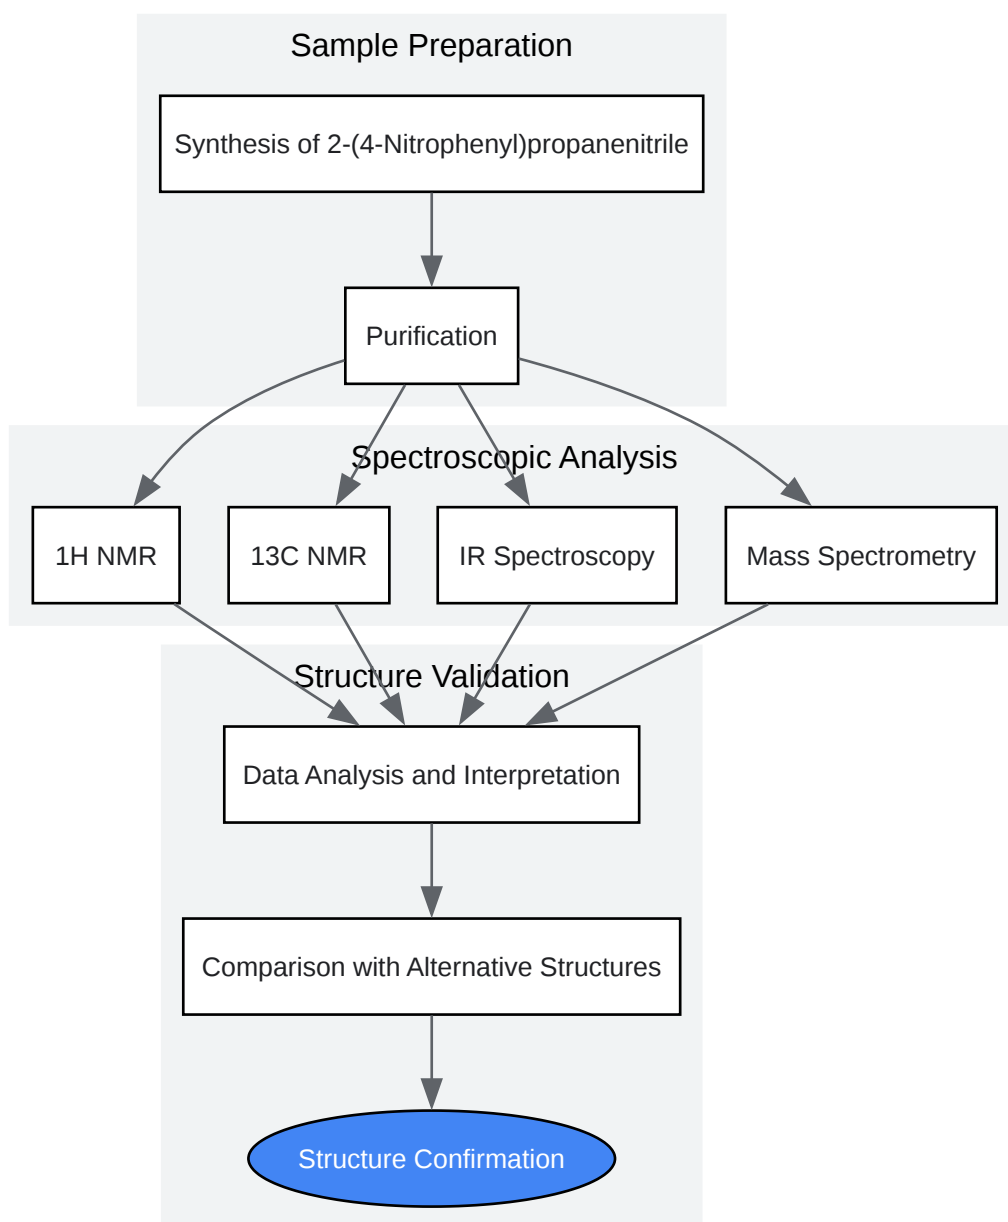 Sample Preparation
Synthesis of 2-(4-Nitrophenyl)propanenitrile
Purification
Spectroscopic Analysis
1H NMR
13C NMR
IR Spectroscopy
Mass Spectrometry
Structure Validation
Data Analysis and Interpretation
Comparison with Alternative Structures
Structure Confirmation